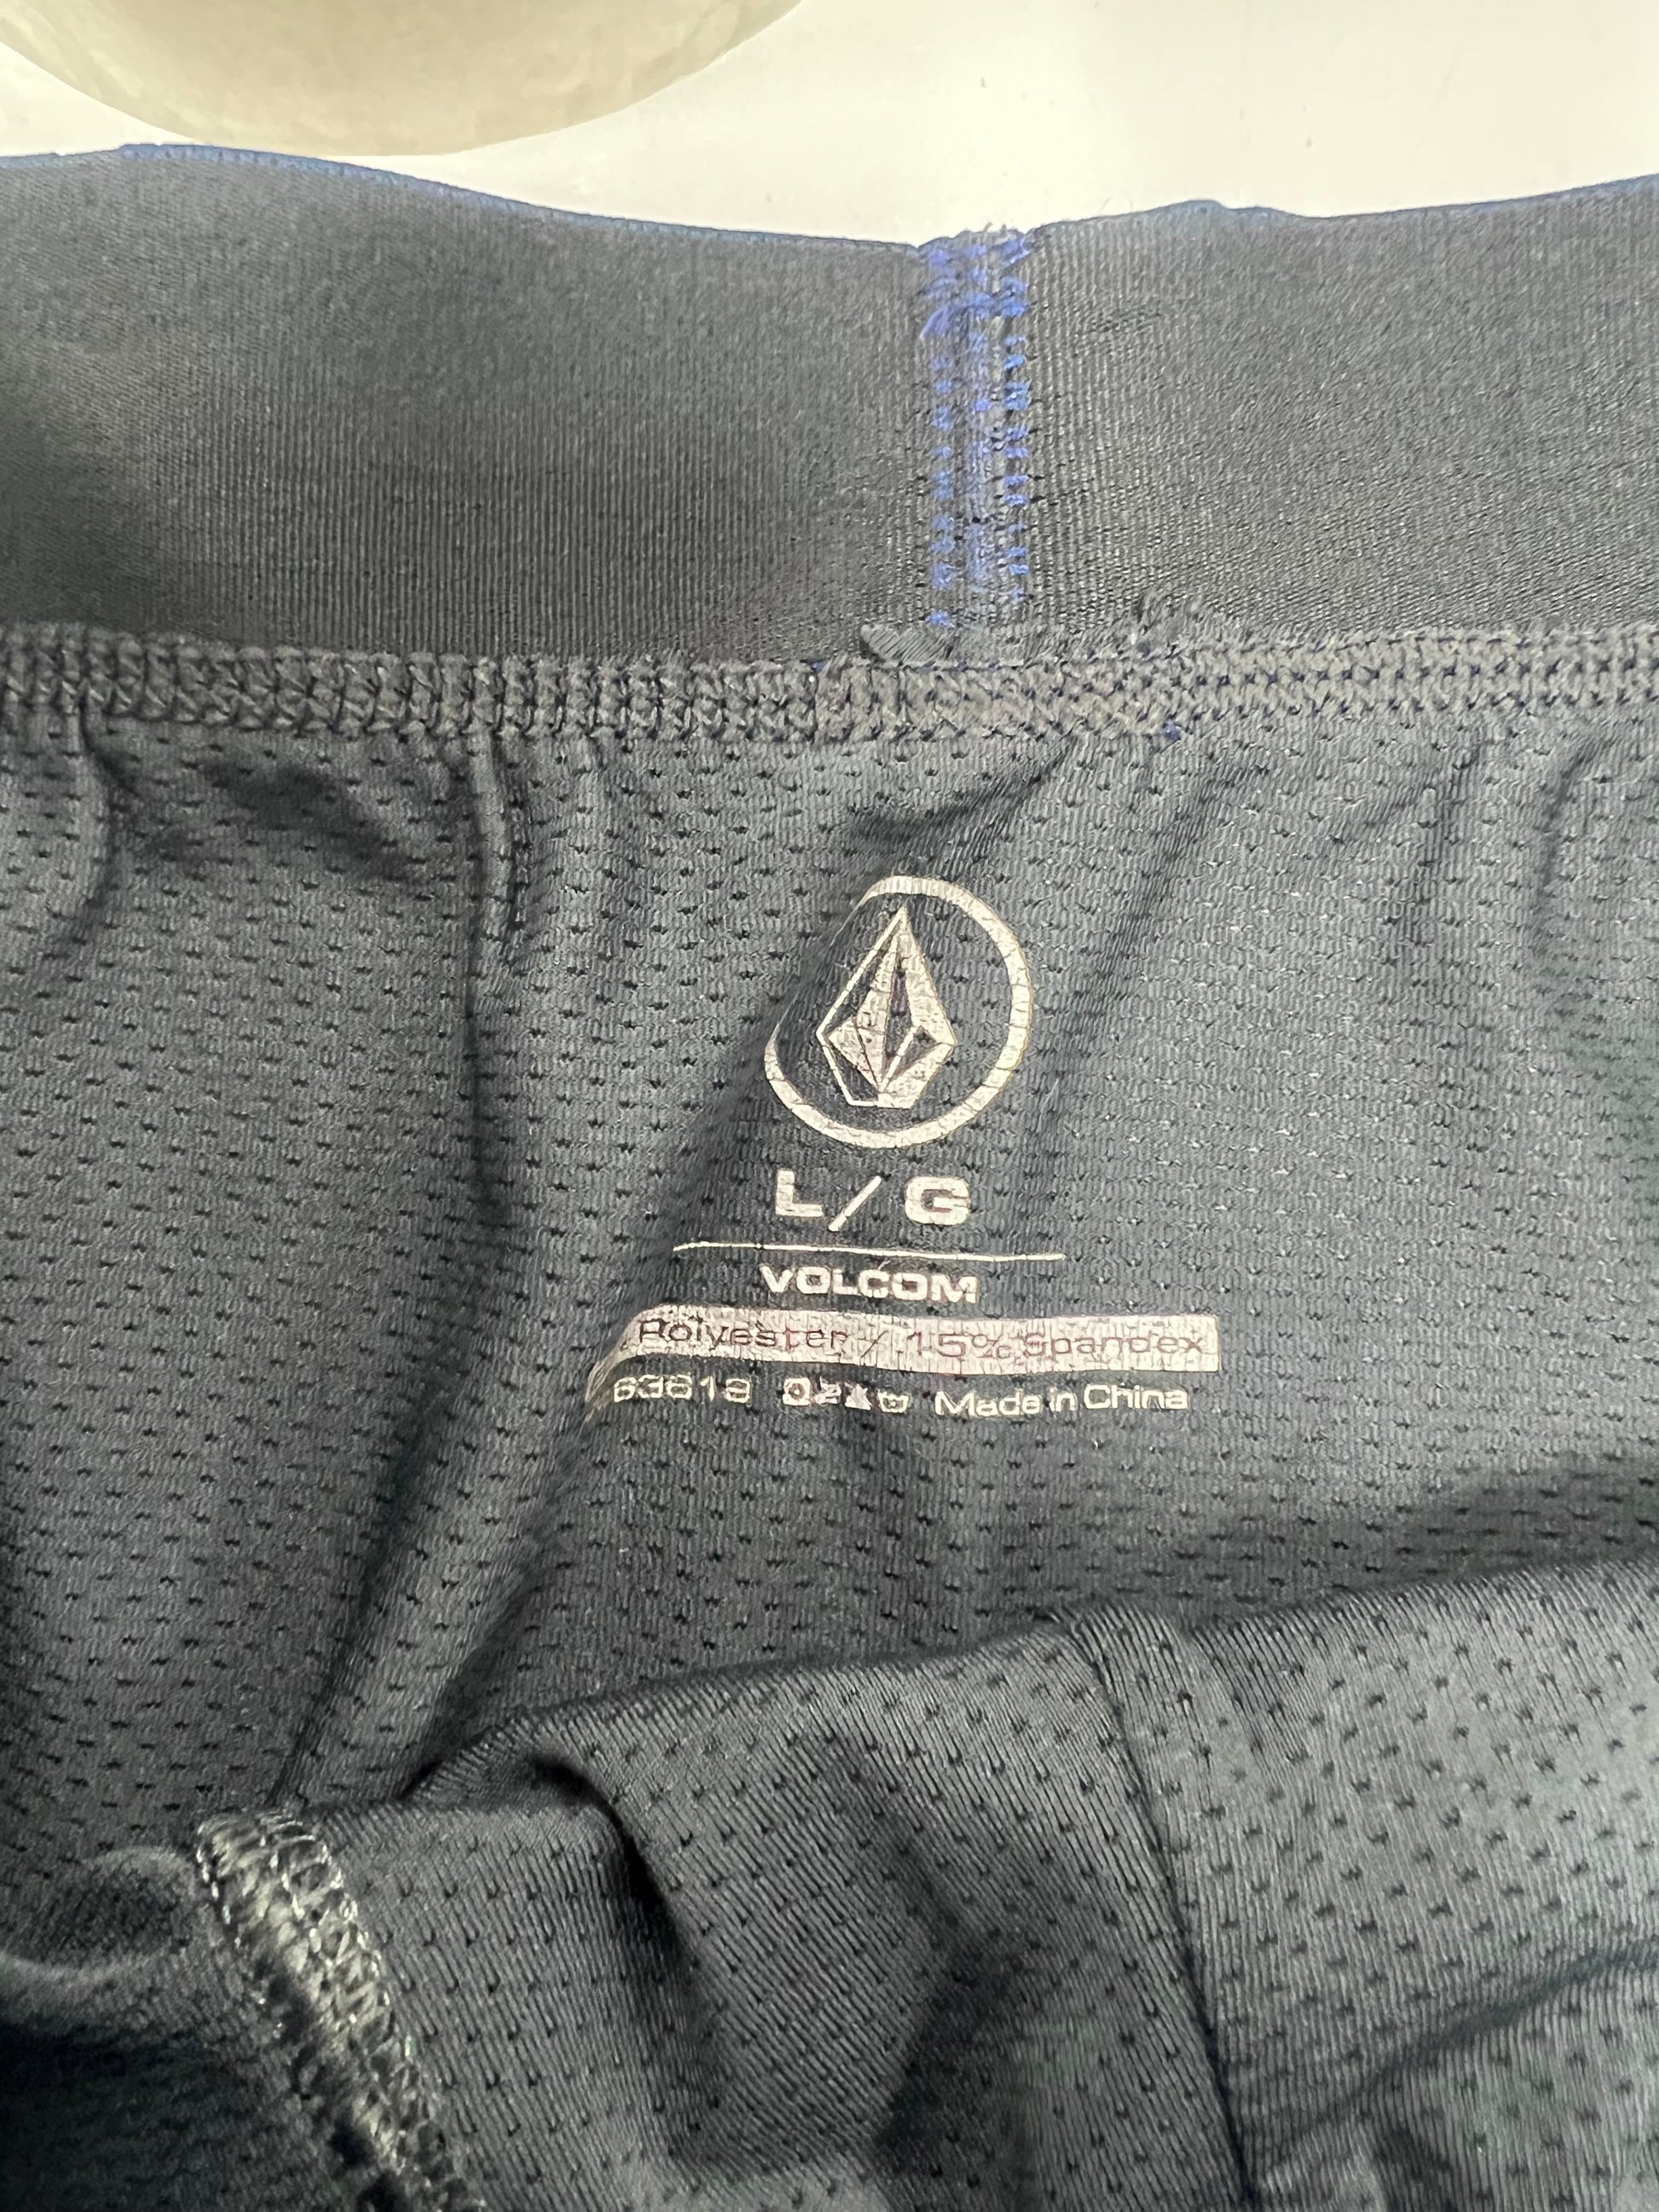 L/G
VOLCOM
Polyester / 15% Spandex
Made in China